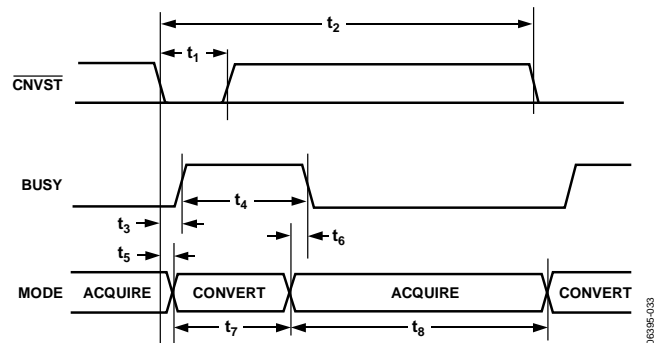 t2
t1
CNVST
BUSY
t4
t3
t6
t5
MODE ACQUIRE CONVERT ACQUIRE CONVERT
t7 t8
06395-033